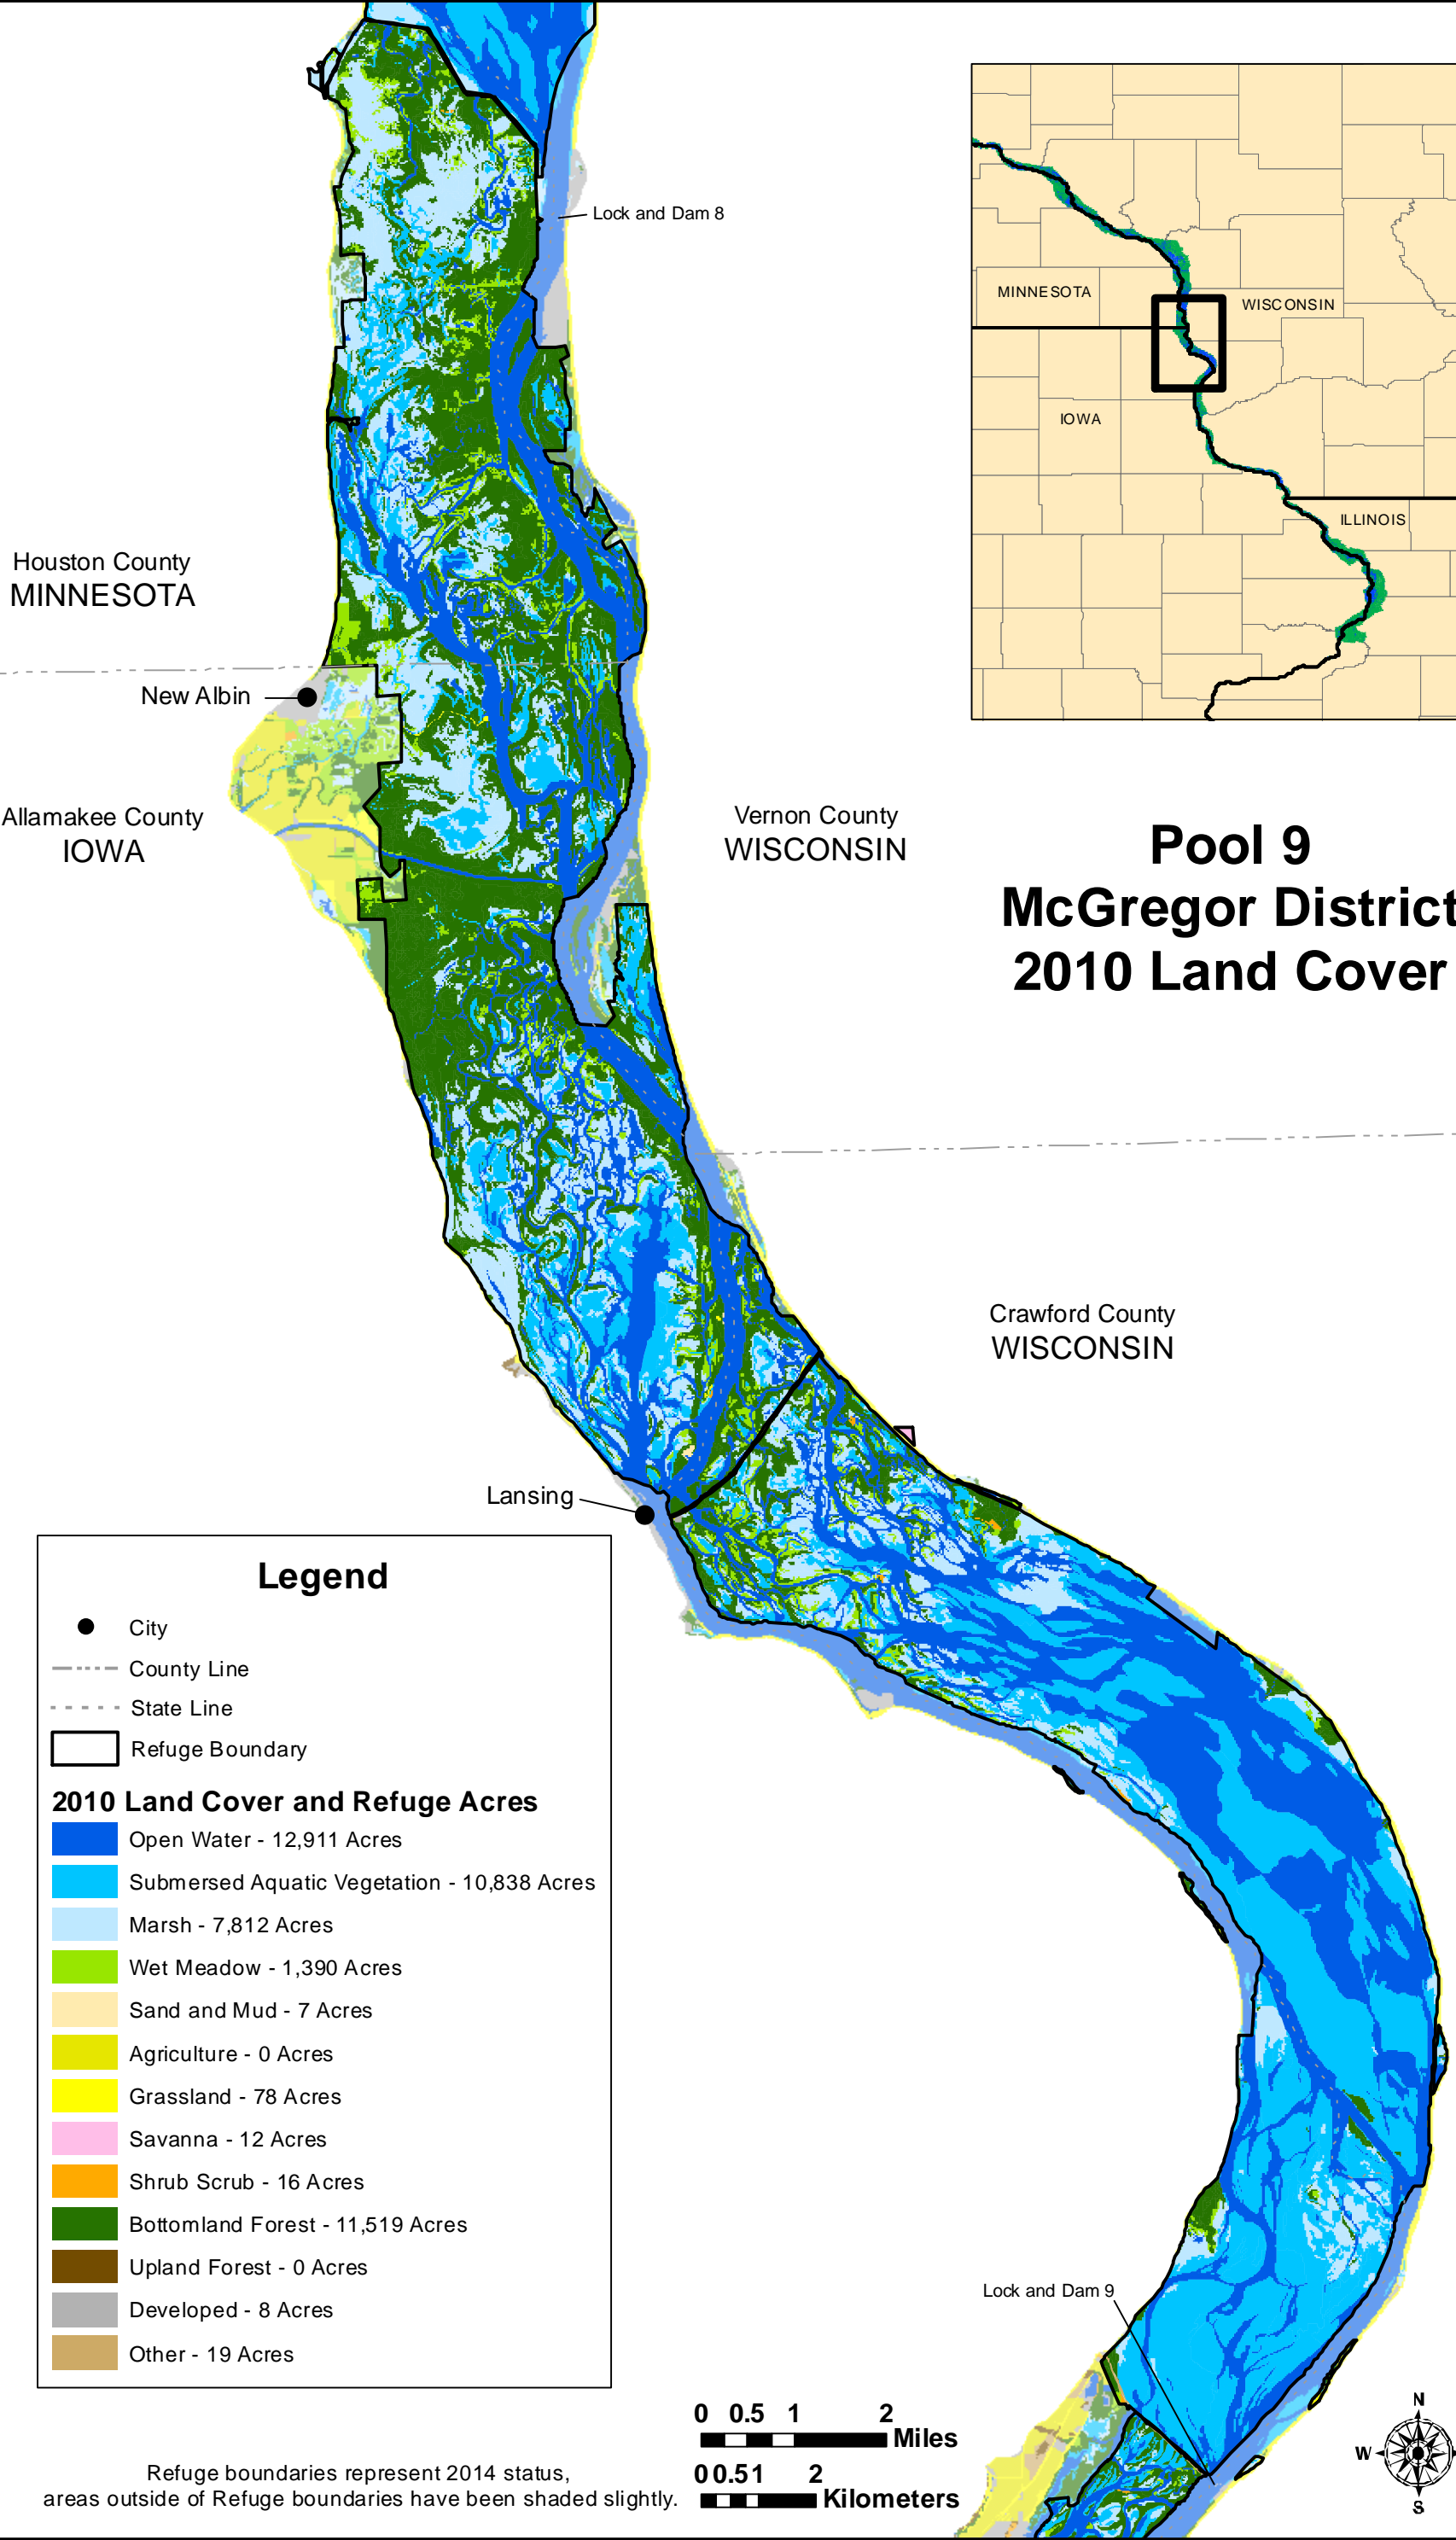 Lock and Dam 8
MINNESOTA
WISCONSIN
IOWA
ILLINOIS
Houston County
MINNESOTA
New Albin
Allamakee County
IOWA
Vernon County
WISCONSIN
Pool 9
McGregor District
2010 Land Cover
Crawford County
WISCONSIN
Lansing
Legend
City
County Line
State Line
Refuge Boundary
2010 Land Cover and Refuge Acres
Open Water - 12,911 Acres
Submersed Aquatic Vegetation - 10,838 Acres
Marsh - 7,812 Acres
Wet Meadow - 1,390 Acres
Sand and Mud - 7 Acres
Agriculture - 0 Acres
Grassland - 78 Acres
Savanna - 12 Acres
Shrub Scrub - 16 Acres
Bottomland Forest - 11,519 Acres
Upland Forest - 0 Acres
Developed - 8 Acres
Other - 19 Acres
Lock and Dam 9
0 0.5 1 2
Miles
0 0.5 1 2
Kilometers
N
W
S
Refuge boundaries represent 2014 status,
areas outside of Refuge boundaries have been shaded slightly.